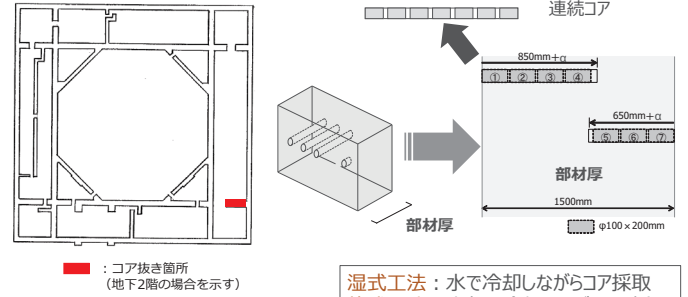 連続コア
850mm+α
① ② ③ ④
650mm+α
⑤ ⑥ ⑦
部材厚
1500mm
φ100×200mm
部材厚
：コア抜き箇所
（地下2階の場合を示す）
湿式工法：水で冷却しながらコア採取